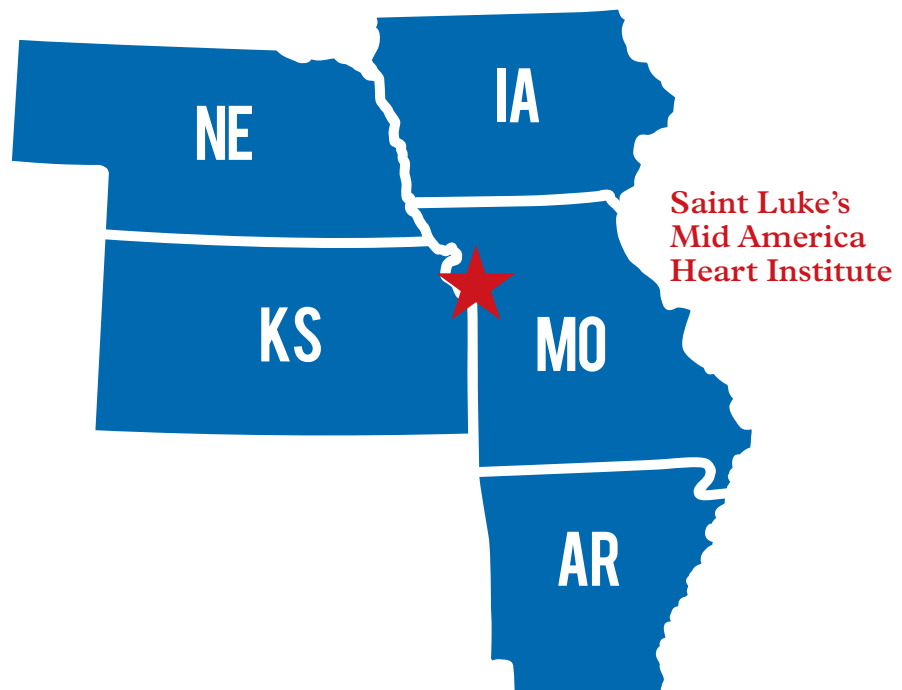 NE
IA
Saint Luke’s
Mid America
Heart Institute
KS
MO
AR